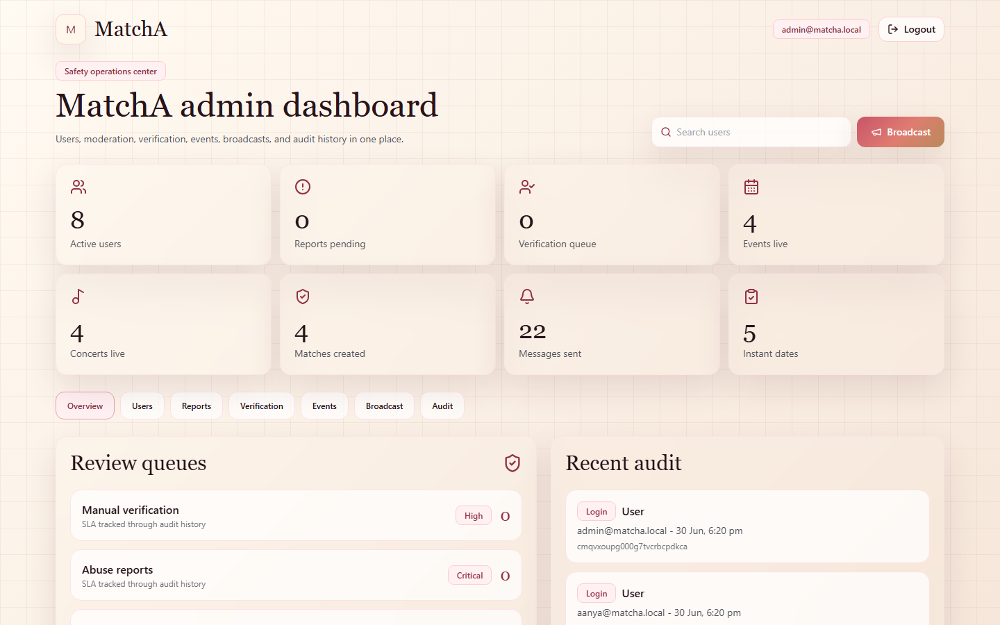 M
MatchA
admin@matcha.local
Logout
Safety operations center
MatchA admin dashboard
Users, moderation, verification, events, broadcasts, and audit history in one place.
Search users
Broadcast
8
Active users
0
Reports pending
0
Verification queue
4
Events live
4
Concerts live
4
Matches created
22
Messages sent
5
Instant dates
Overview
Users
Reports
Verification
Events
Broadcast
Audit
Review queues
Manual verification
SLA tracked through audit history
High
0
Abuse reports
SLA tracked through audit history
Critical
0
Recent audit
Login
User
admin@matcha.local - 30 Jun, 6:20 pm
cmqvxoupg000g7tvcrbcpdkca
Login
User
aanya@matcha.local - 30 Jun, 6:20 pm